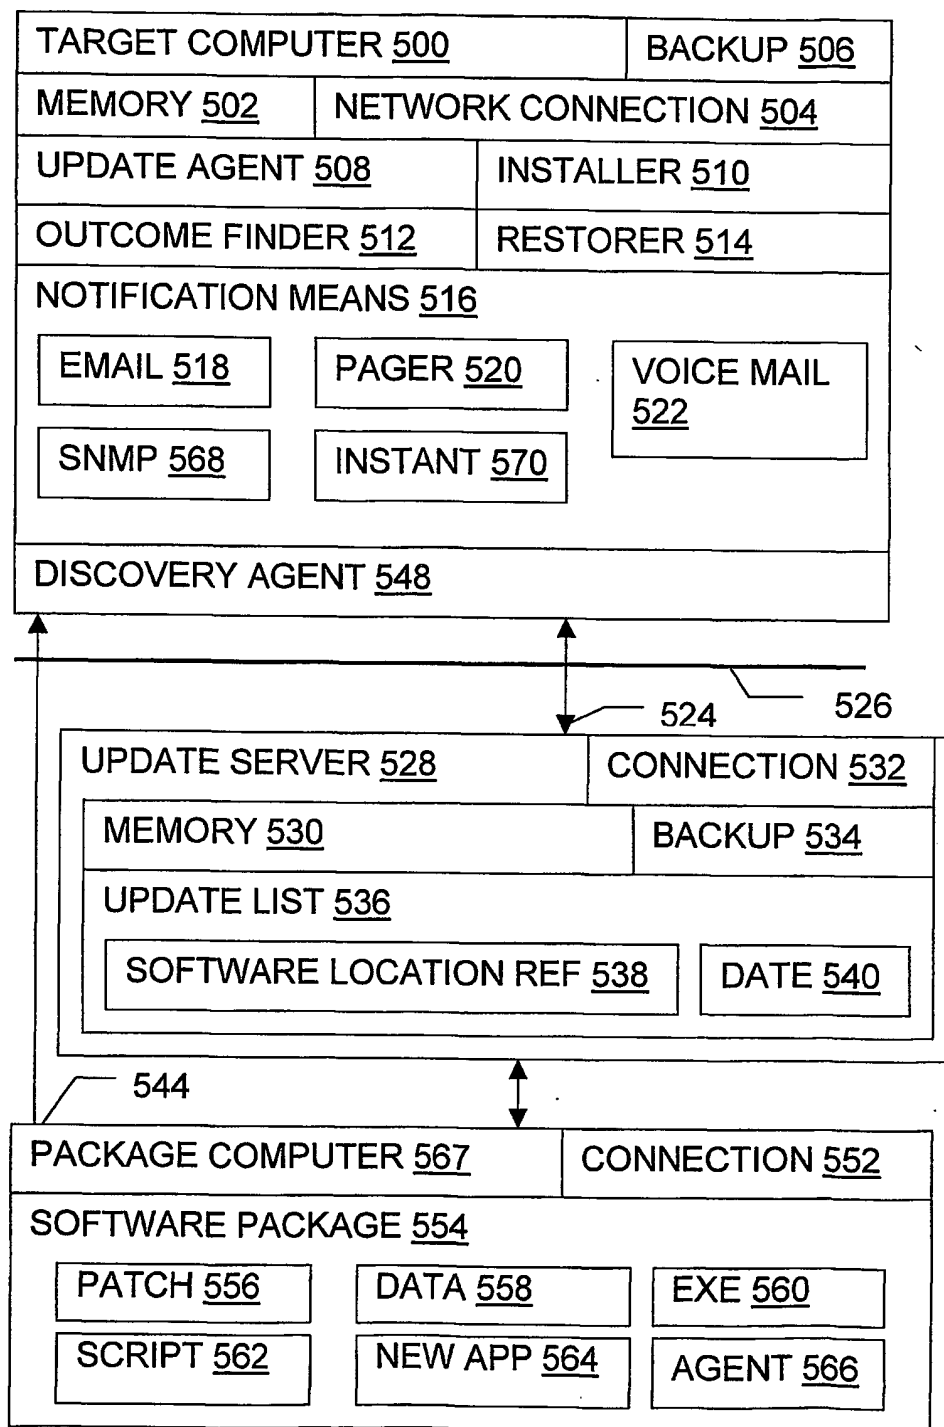 TARGET COMPUTER 500 BACKUP 506
MEMORY 502 NETWORK CONNECTION 504
UPDATE AGENT 508 INSTALLER 510
OUTCOME FINDER 512 RESTORER 514
NOTIFICATION MEANS 516
EMAIL 518 PAGER 520 VOICE MAIL
522
SNMP 568 INSTANT 570
DISCOVERY AGENT 548
524 526
UPDATE SERVER 528 CONNECTION 532
MEMORY 530 BACKUP 534
UPDATE LIST 536
SOFTWARE LOCATION REF 538 DATE 540
544
PACKAGE COMPUTER 567 CONNECTION 552
SOFTWARE PACKAGE 554
PATCH 556 DATA 558 EXE 560
SCRIPT 562 NEW APP 564 AGENT 566